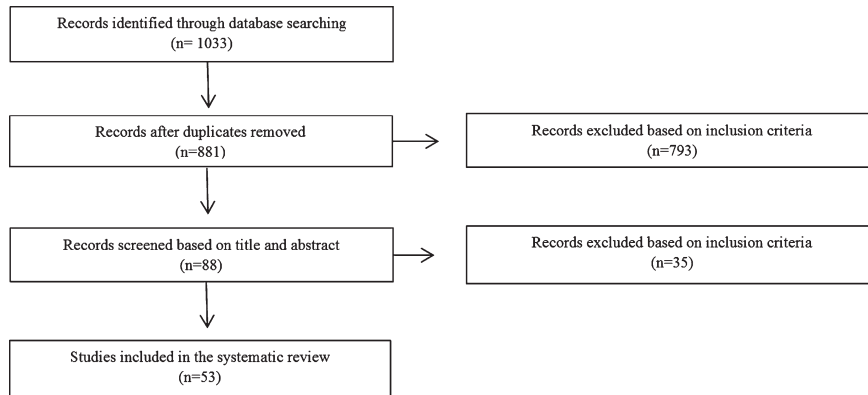 Records identified through database searching
(n= 1033)
Records after duplicates removed
(n=881)
Records excluded based on inclusion criteria
(n=793)
Records screened based on title and abstract
(n=88)
Records excluded based on inclusion criteria
(n=35)
Studies included in the systematic review
(n=53)